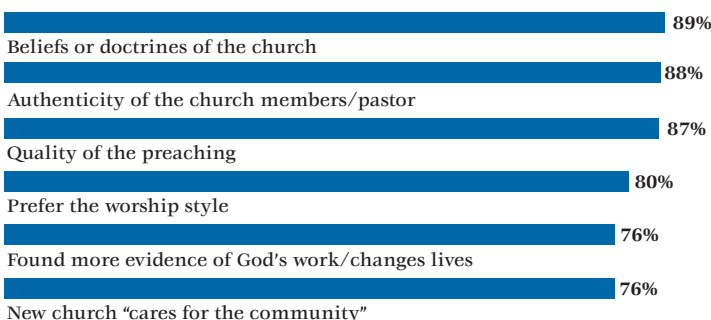 89%
Beliefs or doctrines of the church
88%
Authenticity of the church members/pastor
87%
Quality of the preaching
80%
Prefer the worship style
76%
Found more evidence of God's work/changes lives
76%
New church “cares for the community”